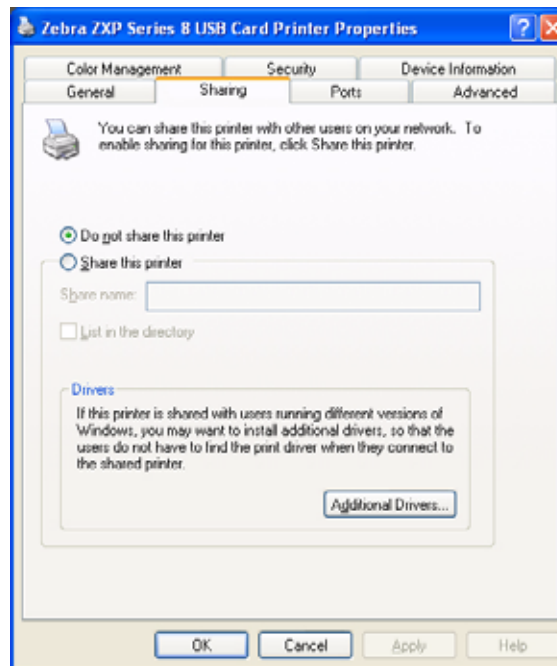 Zebra ZXP Series 8 USB Card Printer Properties
Color Management Security Device Information
General Sharing Ports Advanced
You can share this printer with other users on your network. To
enable sharing for this printer, click Share this printer.
Do not share this printer
Share this printer
Share name:
List in the directory
Drivers
If this printer is shared with users running different versions of
Windows, you may want to install additional drivers, so that the
users do not have to find the print driver when they connect to
the shared printer.
Additional Drivers...
OK Cancel Apply Help